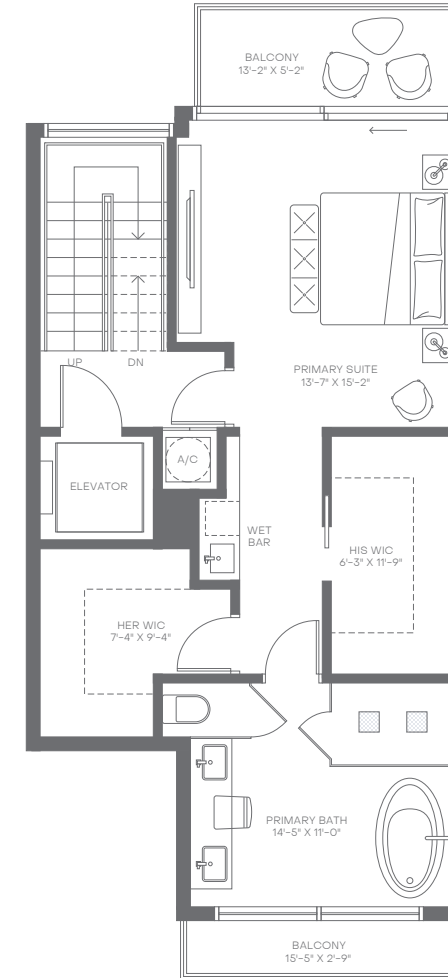 BALCONY
13'-2" X 5'-2"
UP
DN
PRIMARY SUITE
13'-7" X 15'-2"
A/C
ELEVATOR
WET
BAR
HIS WIC
6'-3" X 11'-9"
HER WIC
7'-4" X 9'-4"
PRIMARY BATH
14'-5" X 11'-0"
BALCONY
15'-5" X 2'-9"